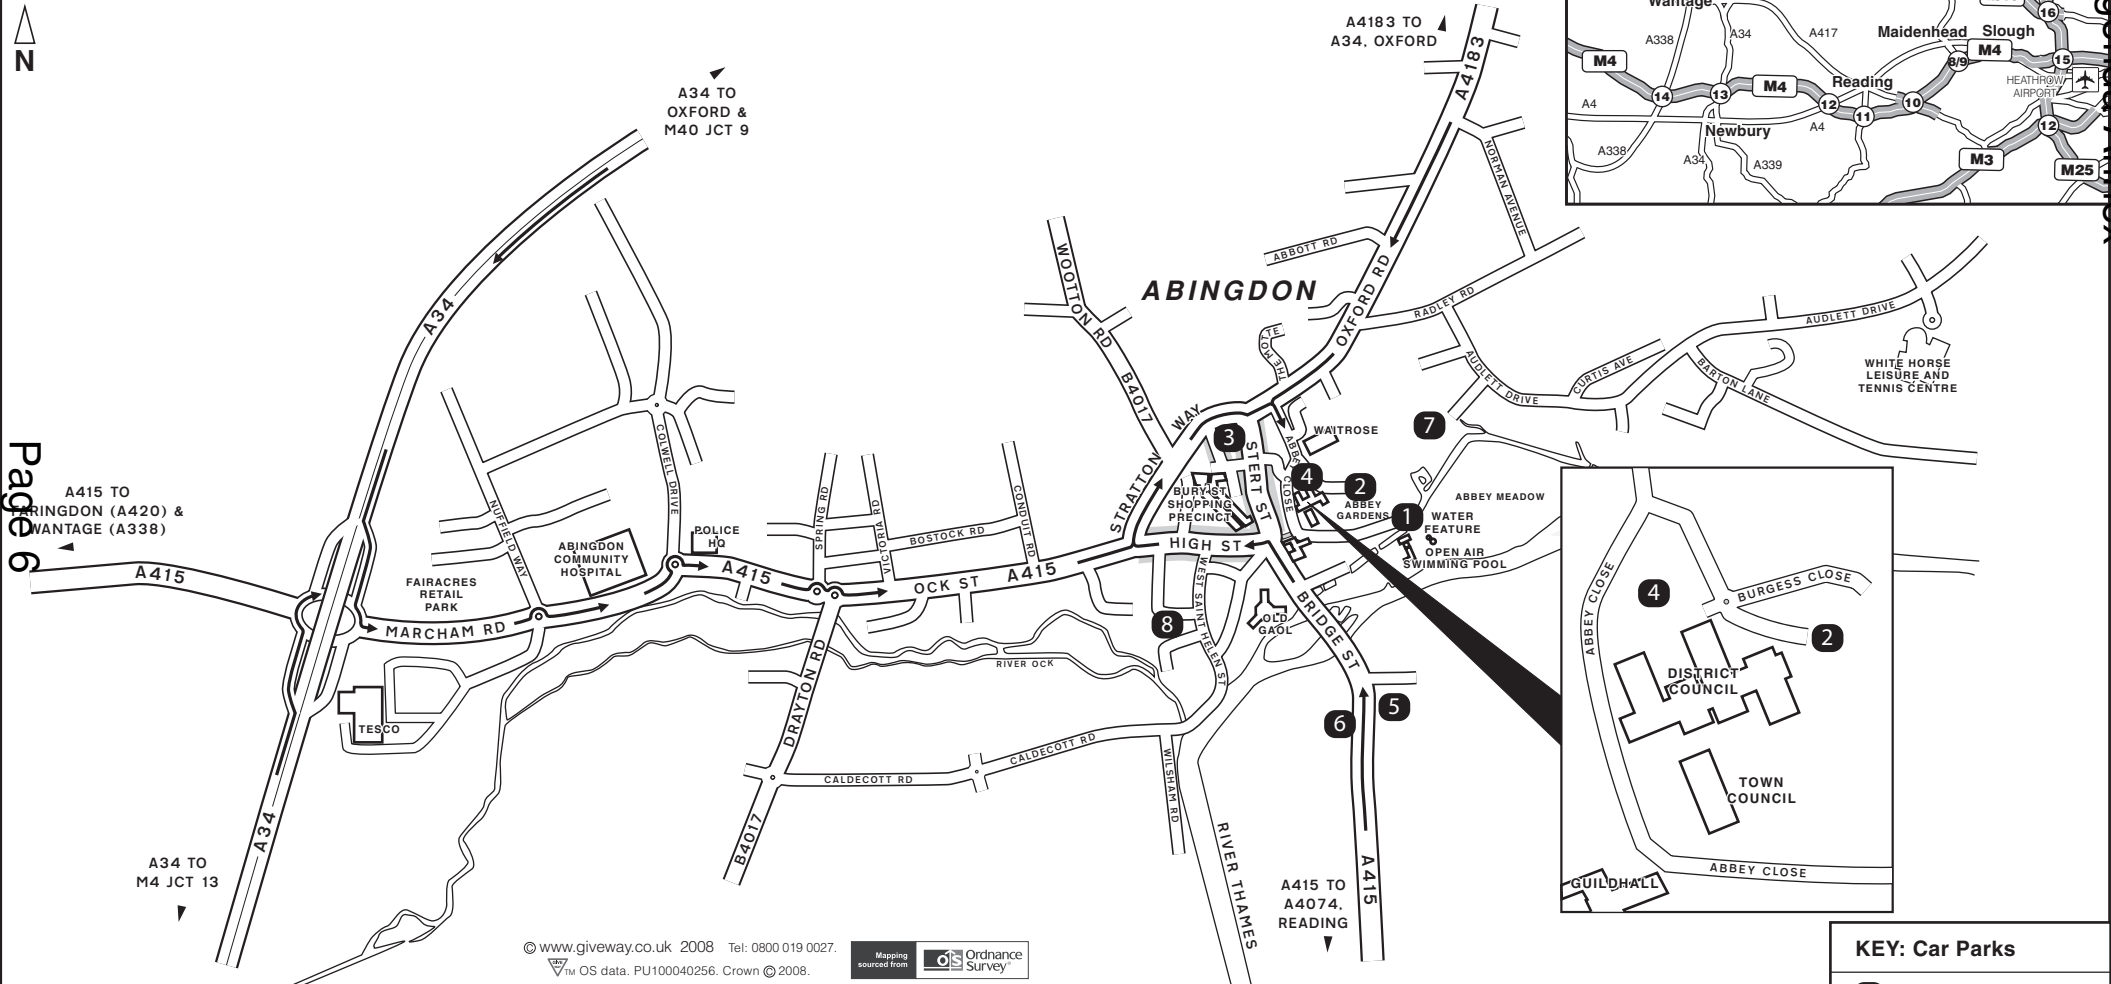 N
A34 TO
OXFORD &
M40 JCT 9
A4183 TO
A34, OXFORD
A4183
NORMAN AVENUE
ABBOTT RD
OXFORD RD
RADLEY RD
ABINGDON
WOOTTON RD
B4017
THE MOTTE
AUDLETT DRIVE
CURTIS AVE
AUDLETT DRIVE
BARTON LANE
WHITE HORSE
LEISURE AND
TENNIS CENTRE
Wantage
A338
A34
A417
Maidenhead
Slough
M4
16
15
8/9
HEATHROW
AIRPORT
M4
M4
Reading
14
13
12
11
10
12
A4
Newbury
A4
A338
A34
A339
M3
M25
A34
Page 6
A415 TO
FARINGDON (A420) &
WANTAGE (A338)
A415
FAIRACRES
RETAIL
PARK
NUFFIELD WAY
ABINGDON
COMMUNITY
HOSPITAL
COLWELL DRIVE
POLICE
HQ
MARCHAM RD
A415
SPRING RD
VICTORIA RD
BOSTOCK RD
CONDUIT RD
OCK ST
A415
STRATTON WAY
3
BURY ST
SHOPPING
PRECINCT
STERT ST
HIGH ST
ABBEY CLOSE
WAITROSE
7
4
2
ABBEY
GARDENS
1
ABBEY MEADOW
WATER
FEATURE
OPEN AIR
SWIMMING POOL
WEST SAINT HELEN ST
8
OLD
GAOL
BRIDGE ST
5
6
TESCO
RIVER OCK
DRAYTON RD
CALDECOTT RD
CALDECOTT RD
WILSHAM RD
B4017
RIVER THAMES
A415
A34
A34 TO
M4 JCT 13
A415 TO
A4074,
READING
ABBEY CLOSE
4
BURGESS CLOSE
2
DISTRICT
COUNCIL
TOWN
COUNCIL
ABBEY CLOSE
GUILDHALL
© www.giveway.co.uk 2008 Tel: 0800 019 0027.
TM OS data. PU100040256. Crown © 2008.
Mapping
sourced from
OS Ordnance
Survey®
KEY: Car Parks